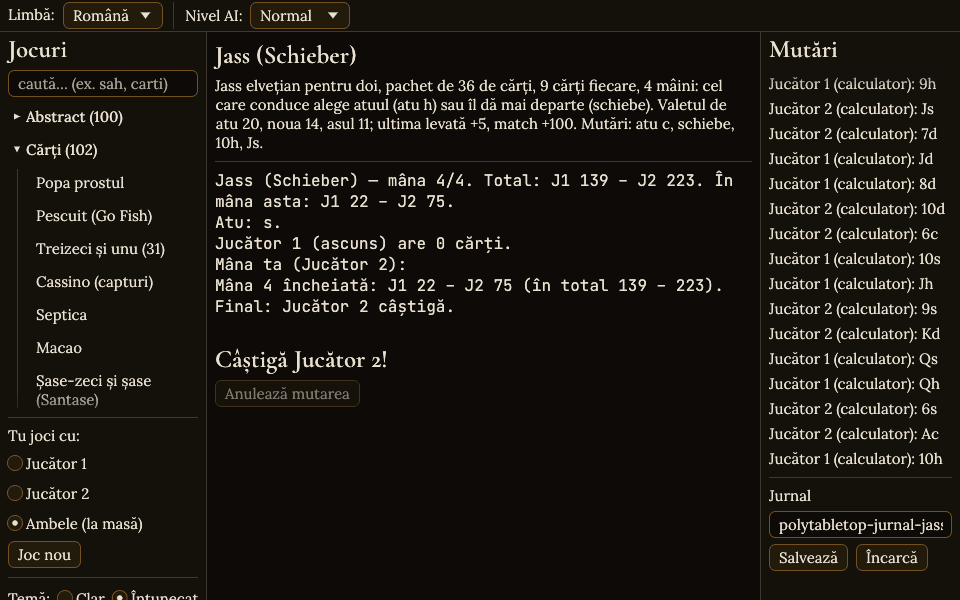 Limbă:
Română
Nivel AI:
Normal
Jocuri
caută... (ex. sah, carti)
Abstract (100)
Cărți (102)
Popa prostul
Pescuit (Go Fish)
Treizeci și unu (31)
Cassino (capturi)
Septica
Macao
Șase-zeci și șase
(Santase)
Tu joci cu:
Jucător 1
Jucător 2
Ambele (la masă)
Joc nou
Temă:
Clar
Întunecat
Jass (Schieber)
Jass elvețian pentru doi, pachet de 36 de cărți, 9 cărți fiecare, 4 mâini: cel
care conduce alege atuul (atu h) sau îl dă mai departe (schiebe). Valetul de
atu 20, noua 14, asul 11; ultima levată +5, match +100. Mutări: atu c, schiebe,
10h, Js.
Jass (Schieber) — mâna 4/4. Total: J1 139 – J2 223. În
mâna asta: J1 22 – J2 75.
Atu: s.
Jucător 1 (ascuns) are 0 cărți.
Mâna ta (Jucător 2):
Mâna 4 încheiată: J1 22 – J2 75 (în total 139 – 223).
Final: Jucător 2 câștigă.
Câștigă Jucător 2!
Anulează mutarea
Mutări
Jucător 1 (calculator): 9h
Jucător 2 (calculator): Js
Jucător 2 (calculator): 7d
Jucător 1 (calculator): Jd
Jucător 1 (calculator): 8d
Jucător 2 (calculator): 10d
Jucător 2 (calculator): 6c
Jucător 1 (calculator): 10s
Jucător 1 (calculator): Jh
Jucător 2 (calculator): 9s
Jucător 2 (calculator): Kd
Jucător 1 (calculator): Qs
Jucător 1 (calculator): Qh
Jucător 2 (calculator): 6s
Jucător 2 (calculator): Ac
Jucător 1 (calculator): 10h
Jurnal
polytabletop-jurnal-jass
Salvează
Încarcă